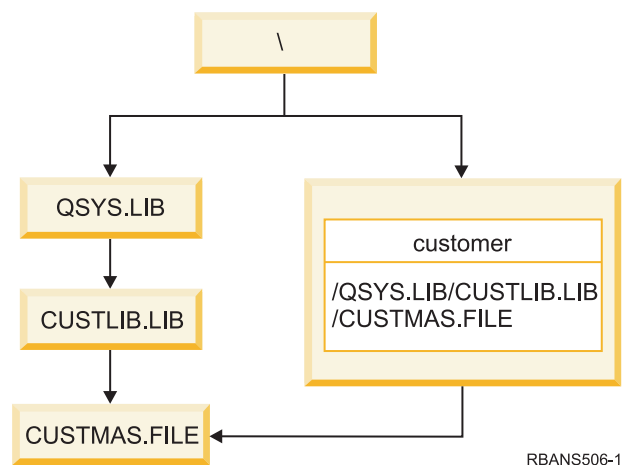 \
QSYS.LIB
customer
/QSYS.LIB/CUSTLIB.LIB
/CUSTMAS.FILE
CUSTLIB.LIB
CUSTMAS.FILE
RBANS506-1